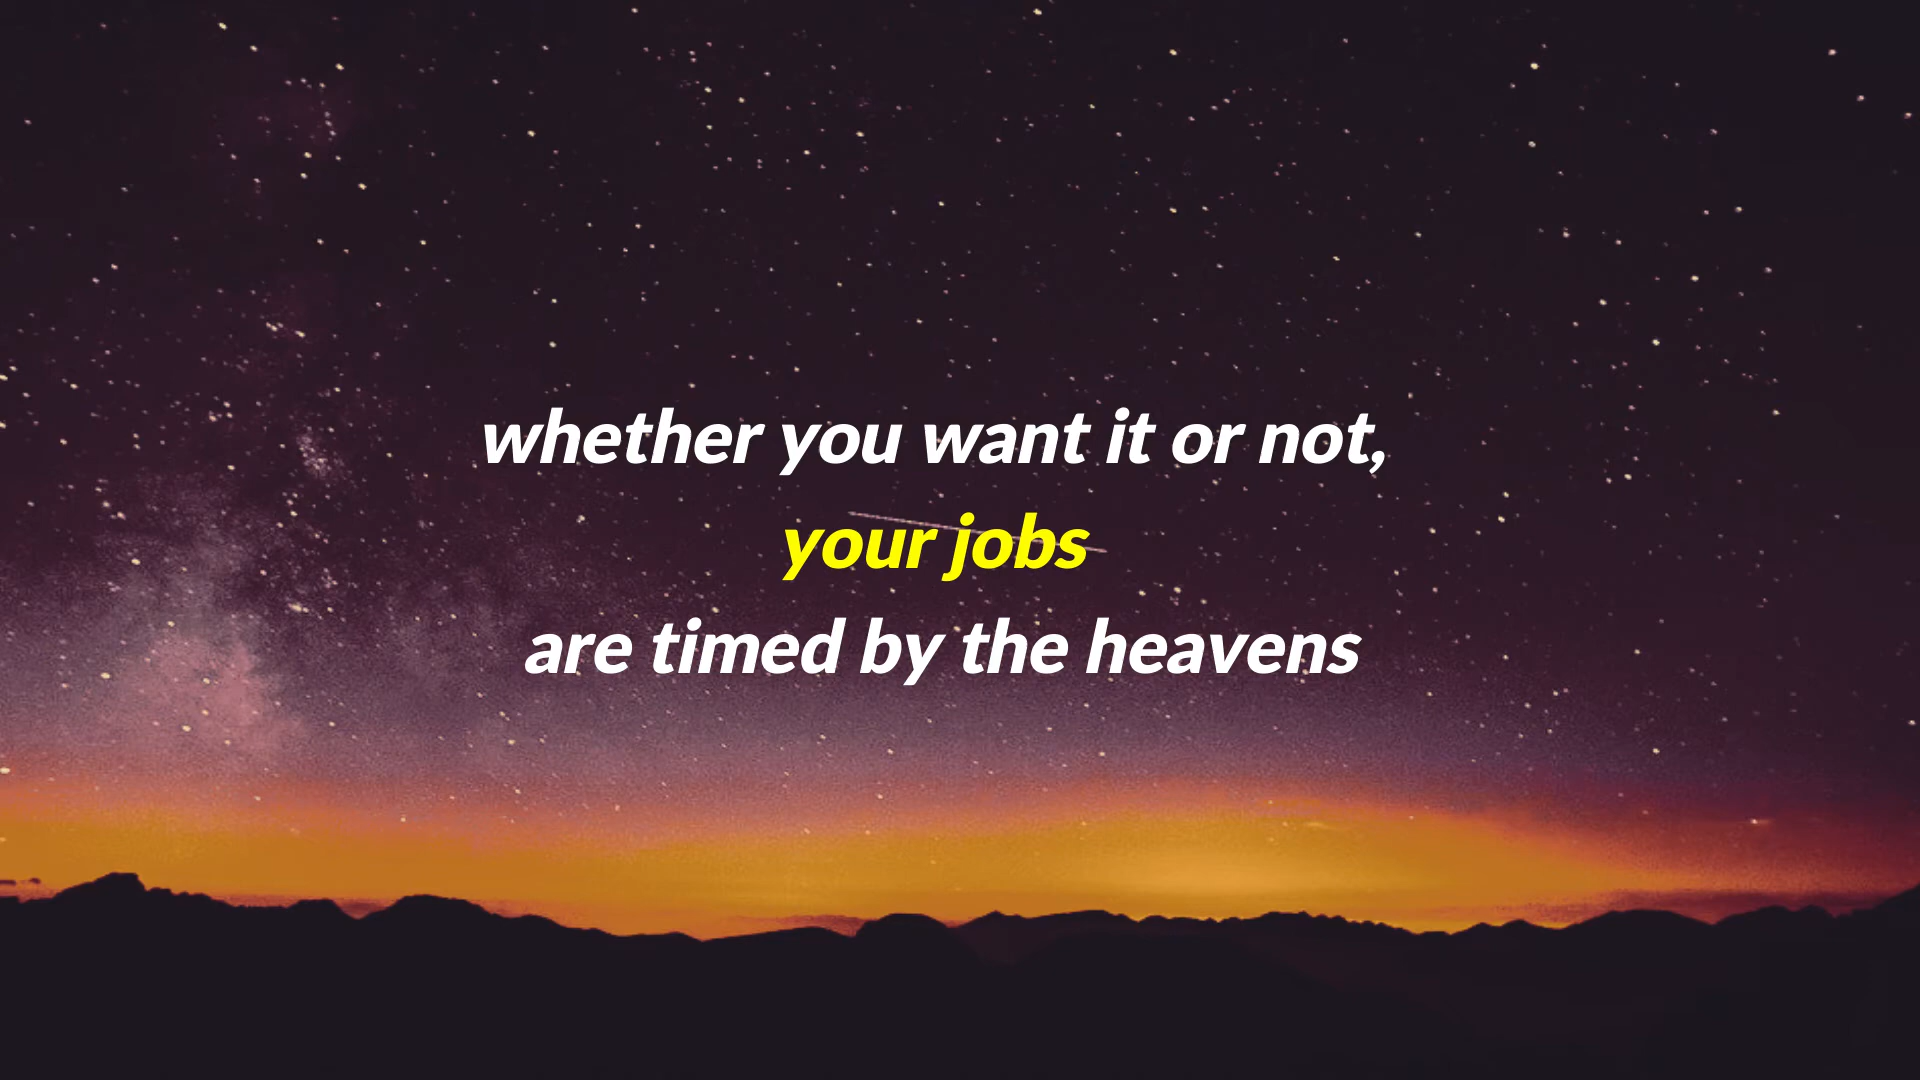 whether you want it or not,
your jobs
are timed by the heavens